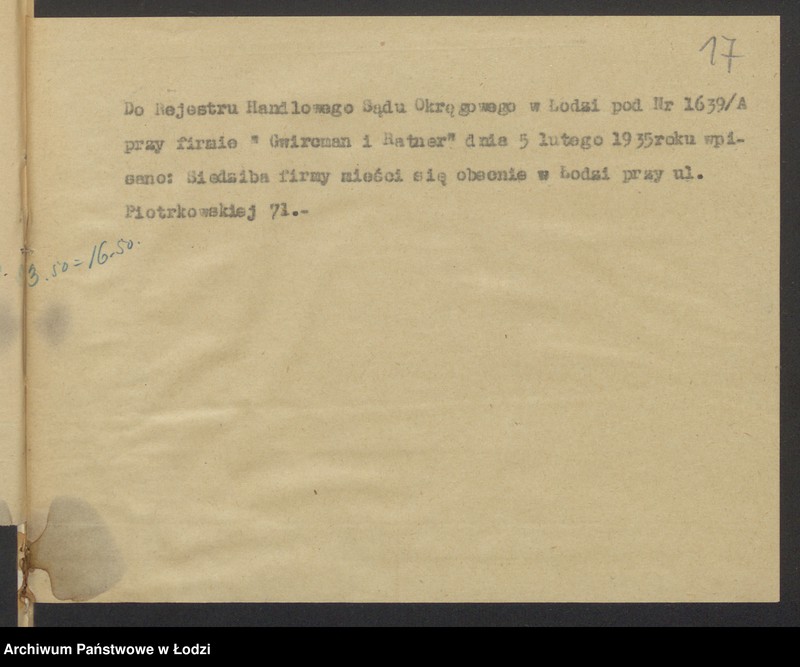 17
Do Rejestru Handlowego Sądu Okręgowego w Łodzi pod Nr 1639/A
przy firmie " Gwircman i Ratner" dnia 5 lutego 1935roku wpi-
sano: Siedziba firmy mieści się obecnie w Łodzi przy ul.
Piotrkowskiej 71.-
3.50=16.50.
Archiwum Państwowe w Łodzi